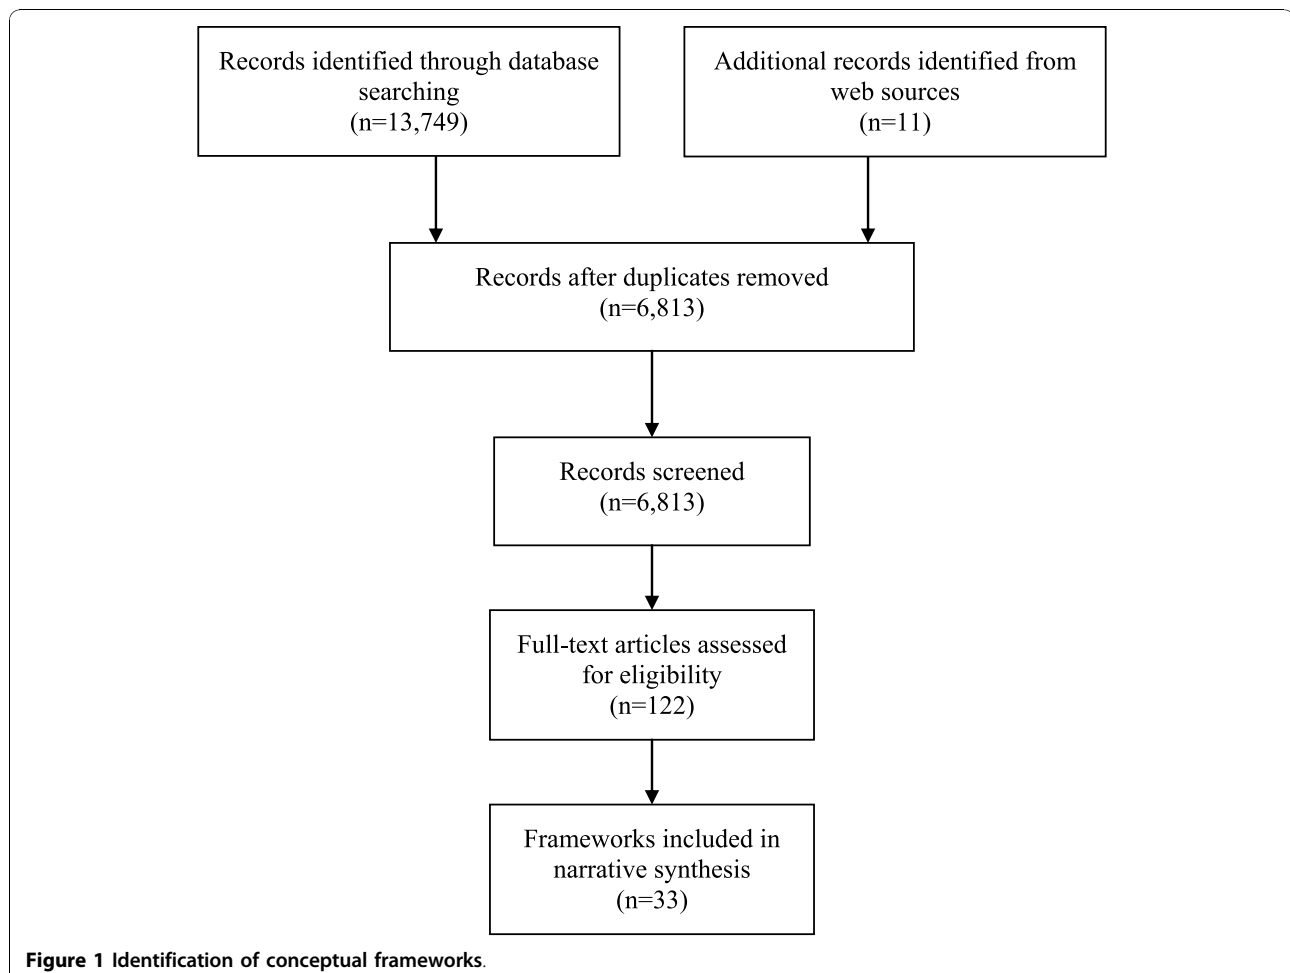 Records identified through database
searching
(n=13,749)
Additional records identified from
web sources
(n=11)
Records after duplicates removed
(n=6,813)
Records screened
(n=6,813)
Full-text articles assessed
for eligibility
(n=122)
Frameworks included in
narrative synthesis
(n=33)
Figure 1 Identification of conceptual frameworks.